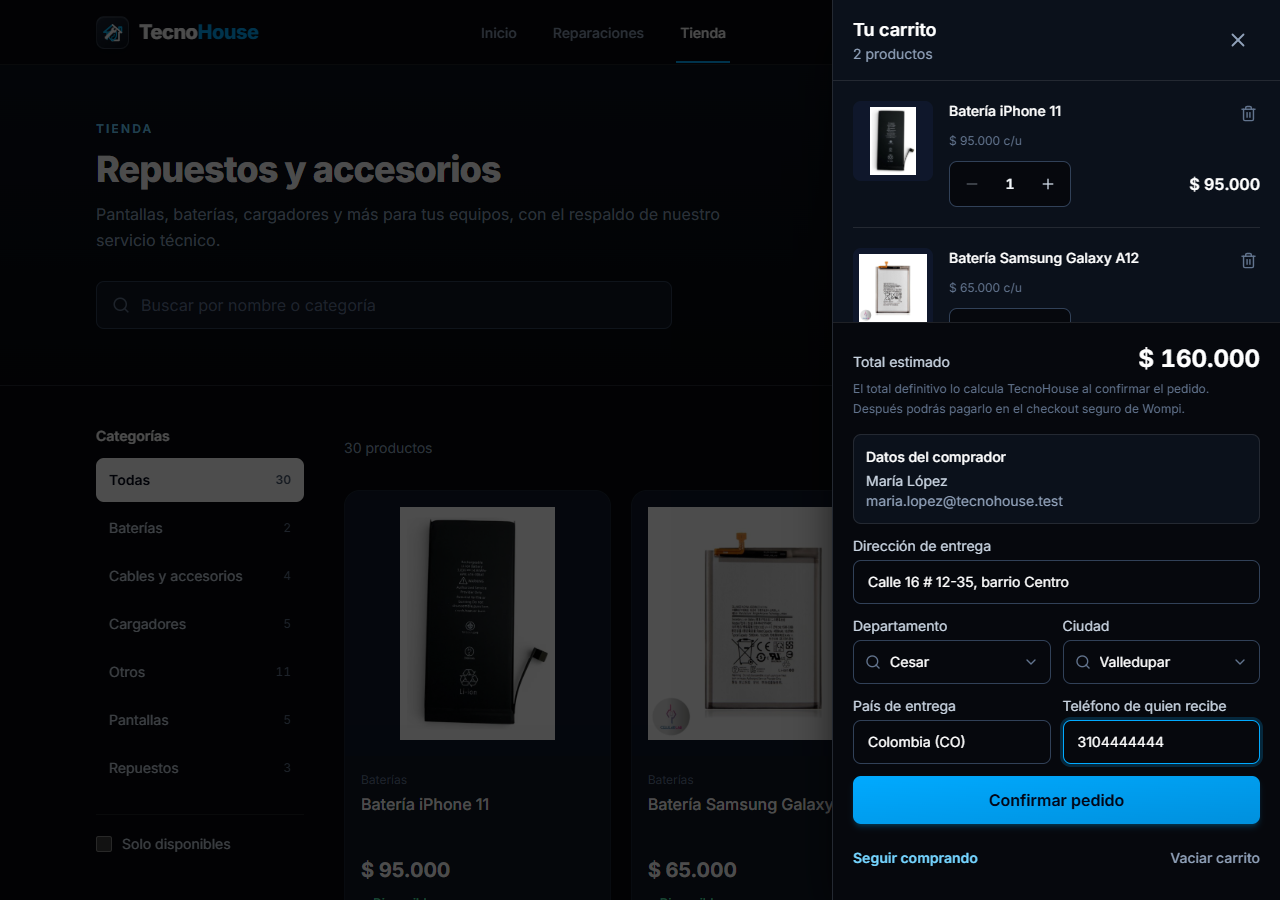 TecnoHouse
Inicio
Reparaciones
Tienda
TIENDA
Repuestos y accesorios
Pantallas, baterías, cargadores y más para tus equipos, con el respaldo de nuestro
servicio técnico.
Buscar por nombre o categoría
Categorías
Todas 30
Baterías 2
Cables y accesorios 4
Cargadores 5
Otros 11
Pantallas 5
Repuestos 3
Solo disponibles
30 productos
Baterías
Batería iPhone 11
$ 95.000
Baterías
Batería Samsung Galaxy
$ 65.000
Tu carrito
2 productos
Batería iPhone 11
$ 95.000 c/u
1
$ 95.000
Batería Samsung Galaxy A12
$ 65.000 c/u
Total estimado
$ 160.000
El total definitivo lo calcula TecnoHouse al confirmar el pedido.
Después podrás pagarlo en el checkout seguro de Wompi.
Datos del comprador
María López
maria.lopez@tecnohouse.test
Dirección de entrega
Calle 16 # 12-35, barrio Centro
Departamento
Ciudad
Cesar
Valledupar
País de entrega
Teléfono de quien recibe
Colombia (CO)
3104444444
Confirmar pedido
Seguir comprando
Vaciar carrito